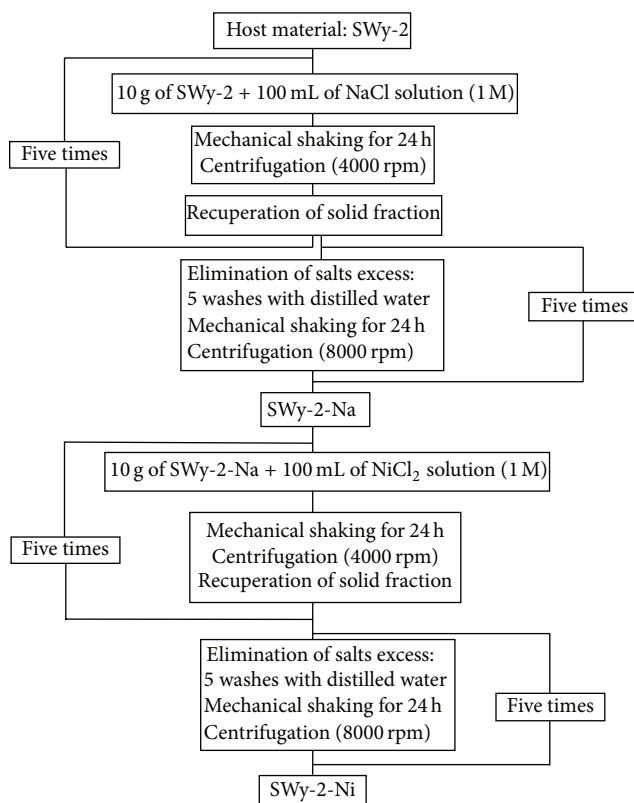 Host material: SWy-2
10 g of SWy-2 + 100 mL of NaCl solution (1 M)
Mechanical shaking for 24 h
Centrifugation (4000 rpm)
Five times
Recuperation of solid fraction
Elimination of salts excess:
5 washes with distilled water
Mechanical shaking for 24 h
Centrifugation (8000 rpm)
Five times
SWy-2-Na
10 g of SWy-2-Na + 100 mL of NiCl₂ solution (1 M)
Mechanical shaking for 24 h
Centrifugation (4000 rpm)
Recuperation of solid fraction
Five times
Elimination of salts excess:
5 washes with distilled water
Mechanical shaking for 24 h
Centrifugation (8000 rpm)
Five times
SWy-2-Ni